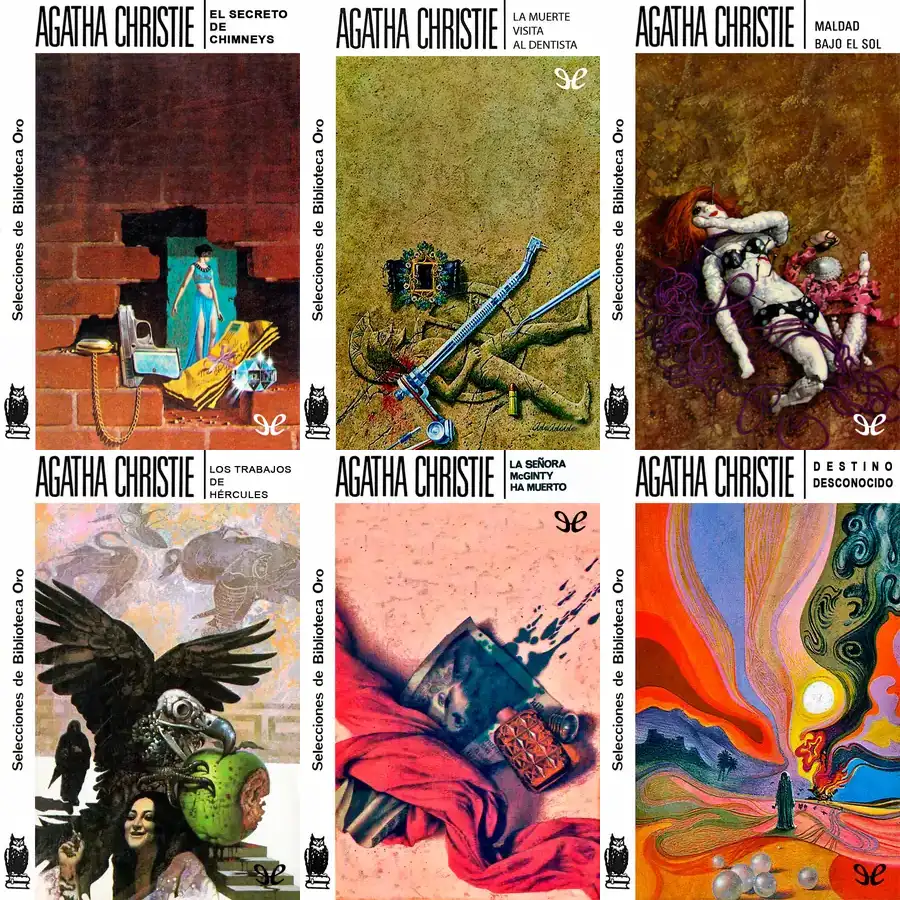 AGATHA CHRISTIE
EL SECRETO
DE
CHIMNEYS
Selecciones de Biblioteca Oro
AGATHA CHRISTIE
LA MUERTE
VISITA
AL DENTISTA
Selecciones de Biblioteca Oro
AGATHA CHRISTIE
MALDAD
BAJO EL SOL
Selecciones de Biblioteca Oro
AGATHA CHRISTIE
LOS TRABAJOS
DE
HÉRCULES
Selecciones de Biblioteca Oro
AGATHA CHRISTIE
LA SEÑORA
McGINTY
HA MUERTO
Selecciones de Biblioteca Oro
AGATHA CHRISTIE
DESTINO
DESCONOCIDO
Selecciones de Biblioteca Oro